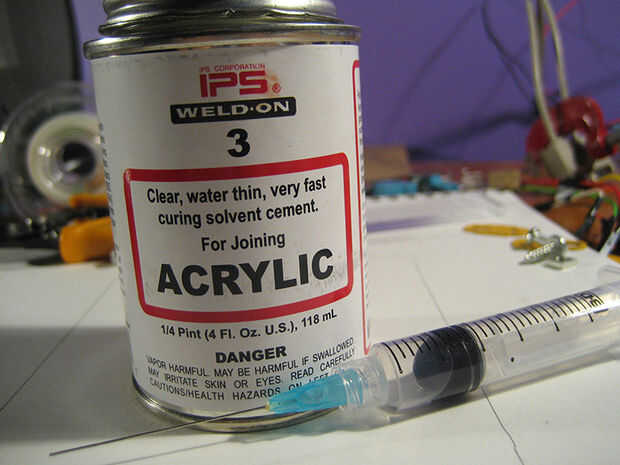 IPS CORPORATION
IPS®
WELD•ON
3
Clear, water thin, very fast
curing solvent cement.
For Joining
ACRYLIC
1/4 Pint (4 Fl. Oz. U.S.), 118 mL
DANGER
VAPOR HARMFUL. MAY BE HARMFUL IF SWALLOWED
MAY IRRITATE SKIN OR EYES. READ CAREFULLY
CAUTIONS/HEALTH HAZARDS ON LEFT